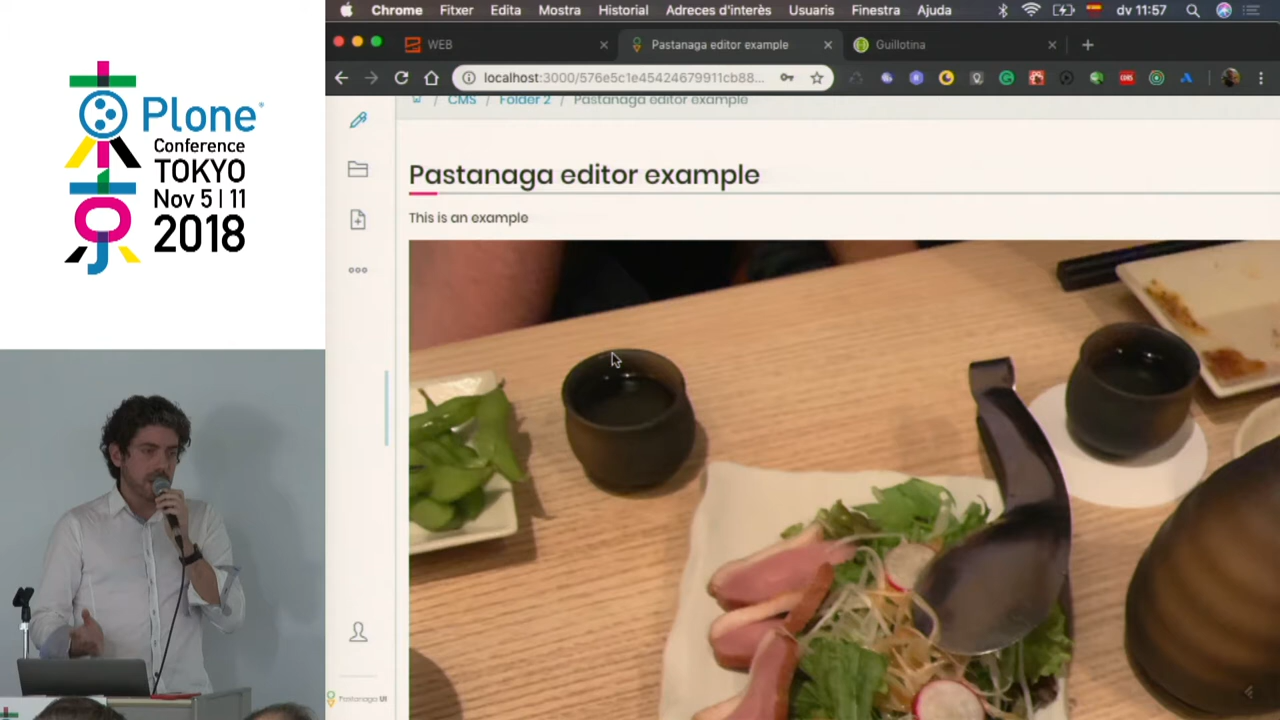 Plone®
Conference
TOKYO
Nov 5 | 11
2018
Chrome Fitxer Edita Mostra Historial Adreces d'interès Usuaris Finestra Ajuda dv 11:57
WEB
Pastanaga editor example
Guillotina
localhost:3000/576e5c1e45424679911cb88...
/ CMS / Folder 2 / Pastanaga editor example
Pastanaga editor example
This is an example
Pastanaga UI